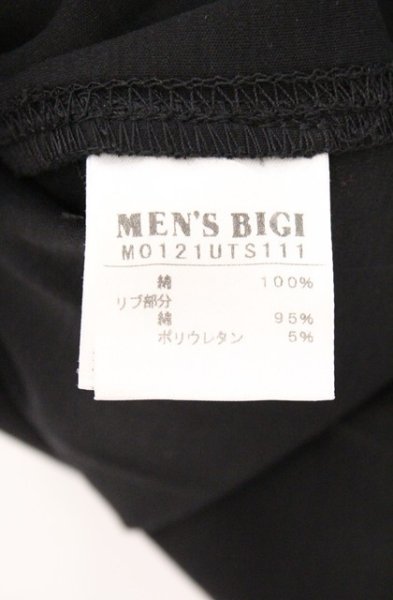 MEN'S BIGI
M0121UTS111
綿 100%
リブ部分
綿 95%
ポリウレタン 5%